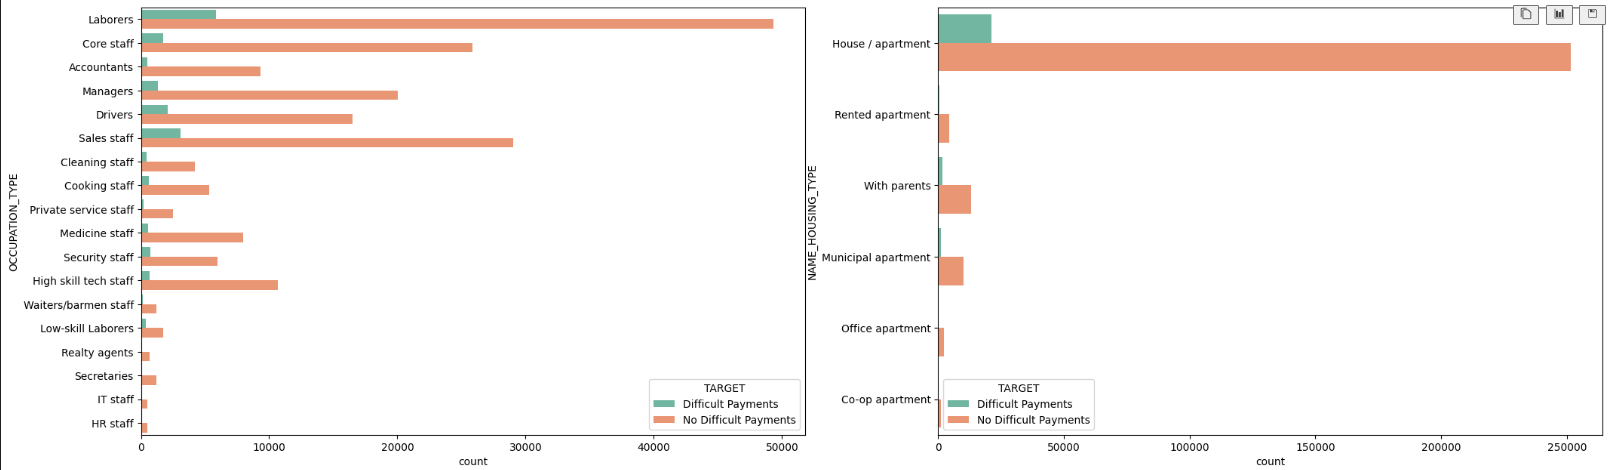 OCCUPATION_TYPE
Laborers
Core staff
Accountants
Managers
Drivers
Sales staff
Cleaning staff
Cooking staff
Private service staff
Medicine staff
Security staff
High skill tech staff
Waiters/barmen staff
Low-skill Laborers
Realty agents
Secretaries
IT staff
HR staff
TARGET
Difficult Payments
No Difficult Payments
0 10000 20000 30000 40000 50000
count
NAME_HOUSING_TYPE
House / apartment
Rented apartment
With parents
Municipal apartment
Office apartment
Co-op apartment
TARGET
Difficult Payments
No Difficult Payments
0 50000 100000 150000 200000 250000
count